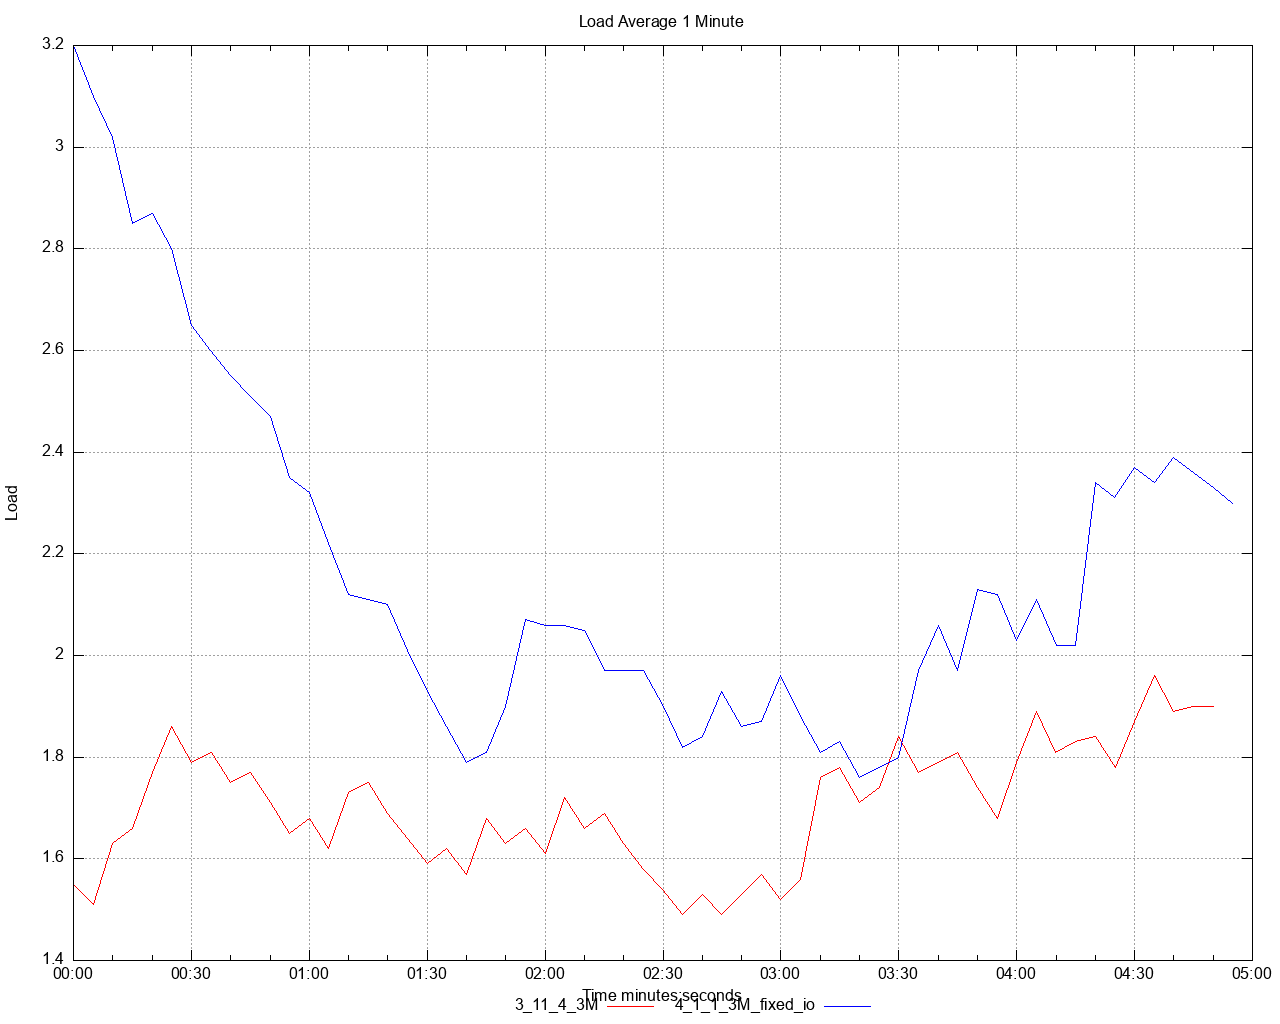 Load Average 1 Minute
3.2
3
2.8
2.6
2.4
Load
2.2
2
1.8
1.6
1.4
00:00 00:30 01:00 01:30 02:00 02:30 03:00 03:30 04:00 04:30 05:00
Time minutes:seconds
3_11_4_3M 4_1_1_3M_fixed_io